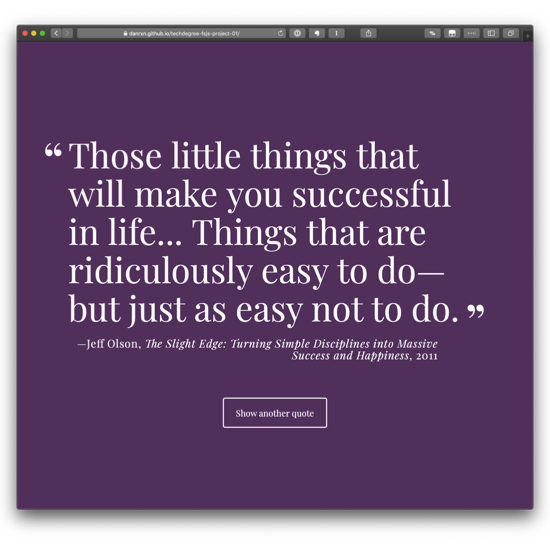 danrxn.github.io/techdegree-fsjs-project-01/
“Those little things that
will make you successful
in life... Things that are
ridiculously easy to do—
but just as easy not to do.”
—Jeff Olson, The Slight Edge: Turning Simple Disciplines into Massive
Success and Happiness, 2011
Show another quote